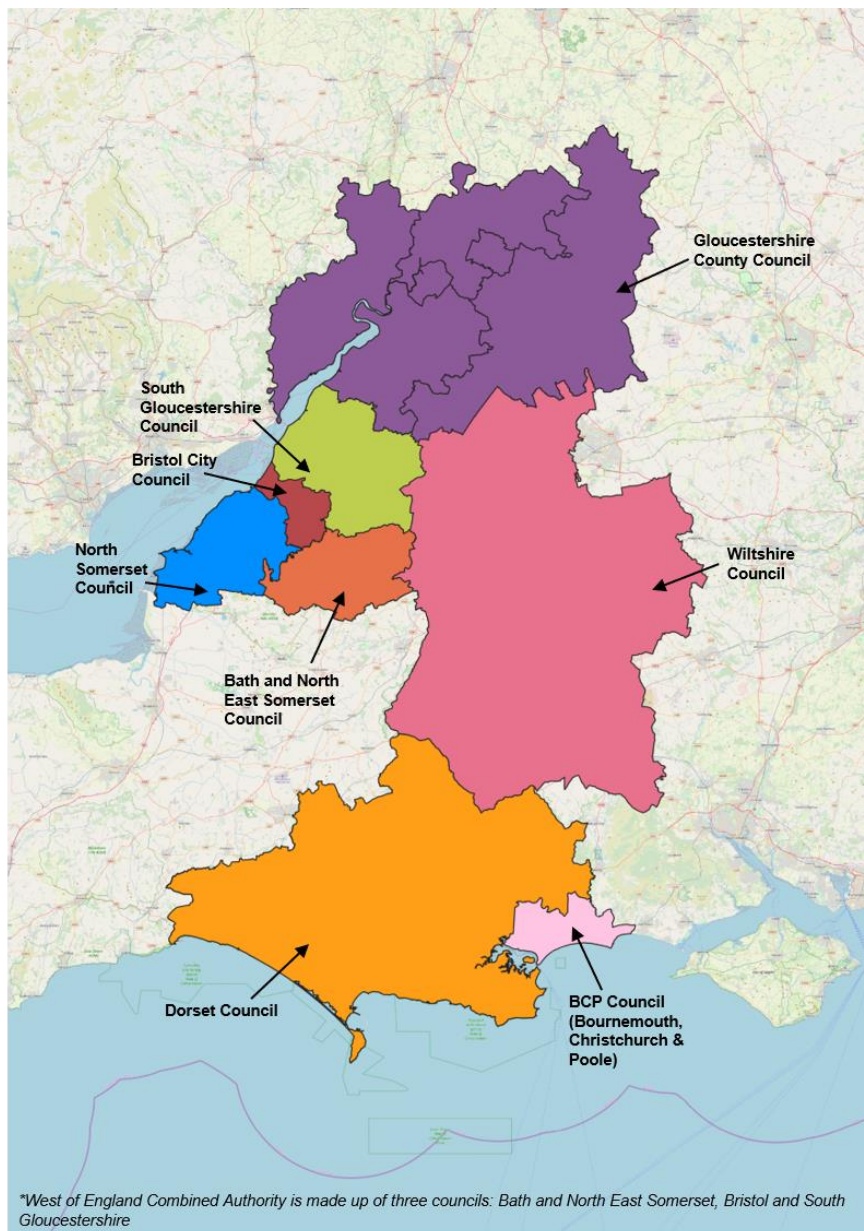 Gloucestershire
County Council
South
Gloucestershire
Council
Bristol City
Council
North
Somerset
Council
Wiltshire
Council
Bath and North
East Somerset
Council
Dorset Council
BCP Council
(Bournemouth,
Christchurch &
Poole)
*West of England Combined Authority is made up of three councils: Bath and North East Somerset, Bristol and South
Gloucestershire